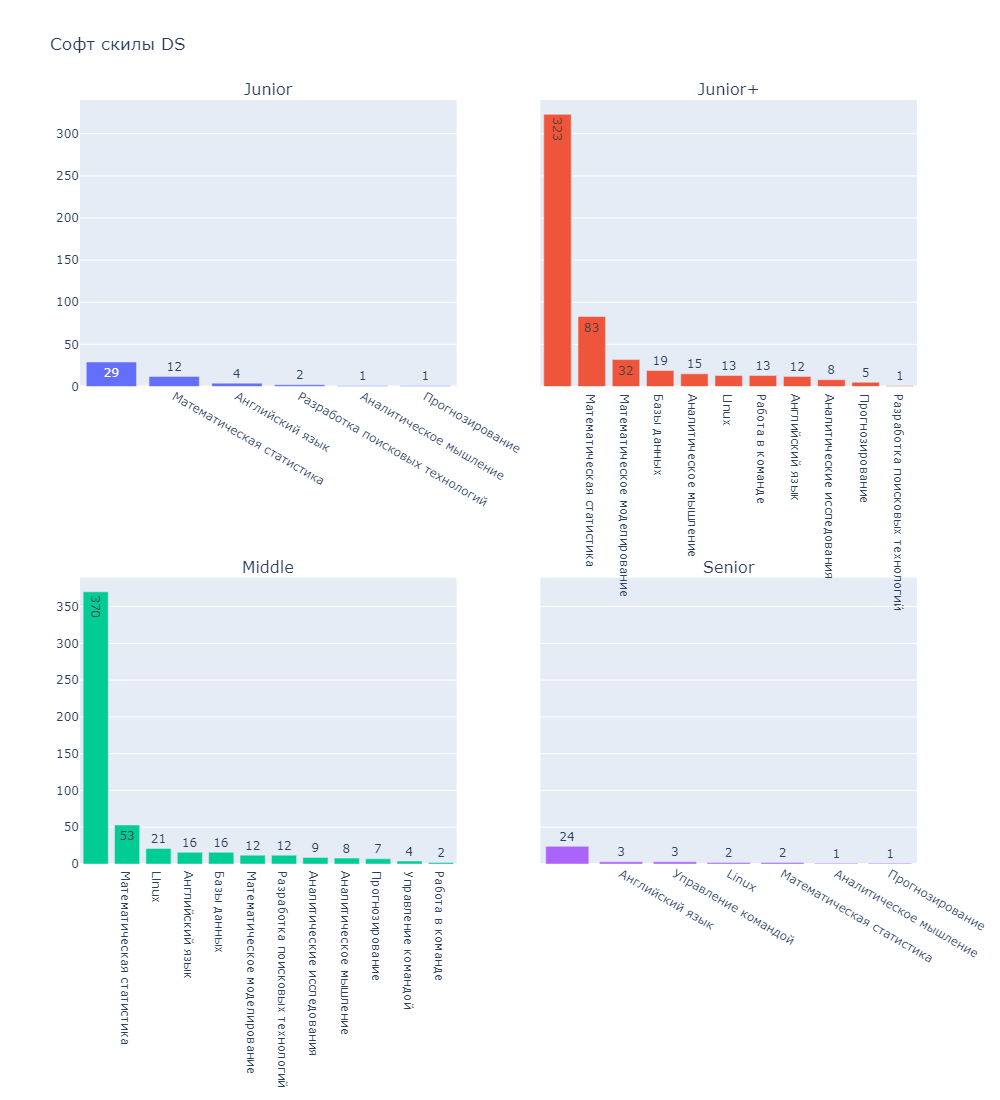 Софт скилы DS
Junior
300
250
200
150
100
50
0
29
12
4
2
1
1
Математическая статистика
Английский язык
Разработка поисковых технологий
Аналитическое мышление
Прогнозирование
Junior+
323
83
32
19
15
13
13
12
8
5
1
Математическая статистика
Математическое моделирование
Базы данных
Аналитическое мышление
Linux
Работа в команде
Английский язык
Аналитические исследования
Прогнозирование
Разработка поисковых технологий
Middle
350
300
250
200
150
100
50
0
370
53
21
16
16
12
12
9
8
7
4
2
Математическая статистика
Linux
Английский язык
Базы данных
Математическое моделирование
Разработка поисковых технологий
Аналитические исследования
Аналитическое мышление
Прогнозирование
Управление командой
Работа в команде
Senior
24
3
3
2
2
1
1
Английский язык
Управление командой
Linux
Математическая статистика
Аналитическое мышление
Прогнозирование